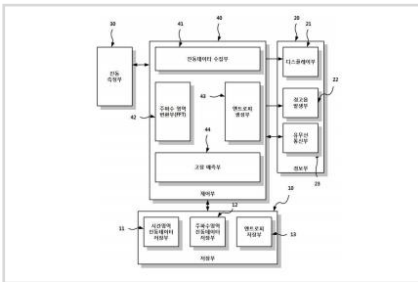 30
41
40
20
21
진동
측정부
진동데이터 수집부
디스플레이부
42
주파수 영역
변환부(FFT)
43
엔트로피
생성부
경고음
발생부
22
44
고장 예측부
유무선
통신부
23
제어부
경보부
10
11
시간영역
진동데이터
저장부
12
주파수영역
진동데이터
저장부
엔트로피
저장부
13
저장부